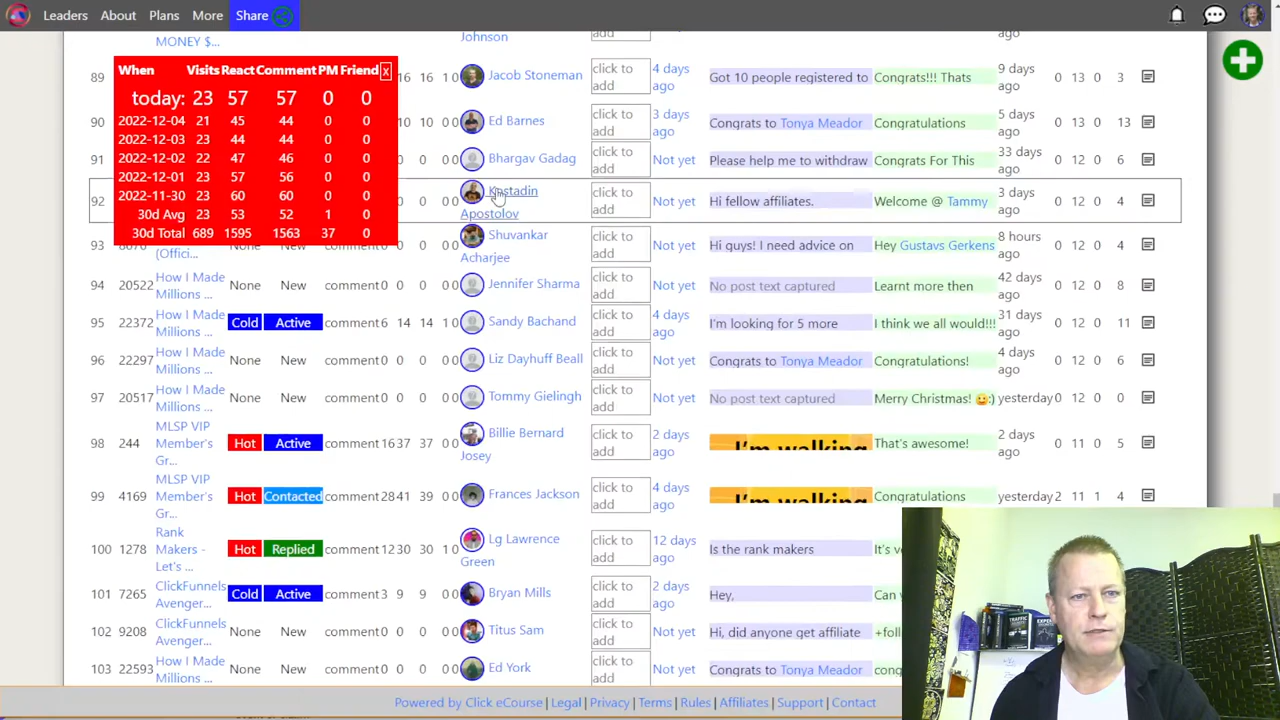 Leaders About Plans More Share
MONEY $... Johnson ago ago
89 16 16 1 0 Jacob Stoneman click to add 4 days ago Got 10 people registered to Congrats!!! Thats 9 days ago 0 13 0 3
90 10 10 0 Ed Barnes click to add 3 days ago Congrats to Tonya Meador Congratulations 5 days ago 0 13 13
91 0 0 0 Bhargav Gadag click to add Not yet Please help me to withdraw Congrats For This 33 days ago 0 12 0 6
92 0 0 0 Kostadin Apostolov click to add Not yet Hi fellow affiliates. Welcome @ Tammy 3 days ago 0 12 0 4
93 8070 (Offici... 0 0 0 Shuvankar Acharjee click to add Not yet Hi guys! I need advice on Hey Gustavs Gerkens 8 hours ago 0 12 0 4
When Visits React Comment PM Friend x
today: 23 57 57 0 0
2022-12-04 21 45 44 0 0
2022-12-03 23 44 44 0 0
2022-12-02 22 47 46 0 0
2022-12-01 23 57 56 0 0
2022-11-30 23 60 60 0 0
30d Avg 23 53 52 1 0
30d Total 689 1595 1563 37 0
94 20522 How I Made Millions ... None New comment 0 0 0 0 Jennifer Sharma click to add Not yet No post text captured Learnt more then 42 days ago 0 12 0 8
95 22372 How I Made Millions ... Cold Active comment 6 14 14 1 0 Sandy Bachand click to add 4 days ago I'm looking for 5 more I think we all would!!! 31 days ago 0 12 0 11
96 22297 How I Made Millions ... None New comment 0 0 0 0 Liz Dayhuff Beall click to add Not yet Congrats to Tonya Meador Congratulations! 4 days ago 0 12 0 6
97 20517 How I Made Millions ... None New comment 0 0 0 0 Tommy Gielingh click to add Not yet No post text captured Merry Christmas! 😀:) yesterday 0 12 0 0
98 244 MLSP VIP Member's Gr... Hot Active comment 16 37 37 0 0 Billie Bernard Josey click to add 2 days ago I'm walking That's awesome! 2 days ago 0 11 0 5
99 4169 MLSP VIP Member's Gr... Hot Contacted comment 28 41 39 0 0 Frances Jackson click to add 4 days ago I'm walking Congratulations yesterday 2 11 1 4
100 1278 Rank Makers - Let's ... Hot Replied comment 12 30 30 1 0 Lg Lawrence Green click to add 12 days ago Is the rank makers It's
101 7265 ClickFunnels Avenger... Cold Active comment 3 9 9 0 Bryan Mills click to add 2 days ago Hey, Can
102 9208 ClickFunnels Avenger... None New comment 0 0 0 0 Titus Sam click to add Not yet Hi, did anyone get affiliate +foll
103 22593 How I Made Millions ... None New comment 0 0 0 0 Ed York click to add Not yet Congrats to Tonya Meador
Powered by Click eCourse | Legal | Privacy | Terms | Rules | Affiliates | Support | Contact
TRAFFIC
EXPER